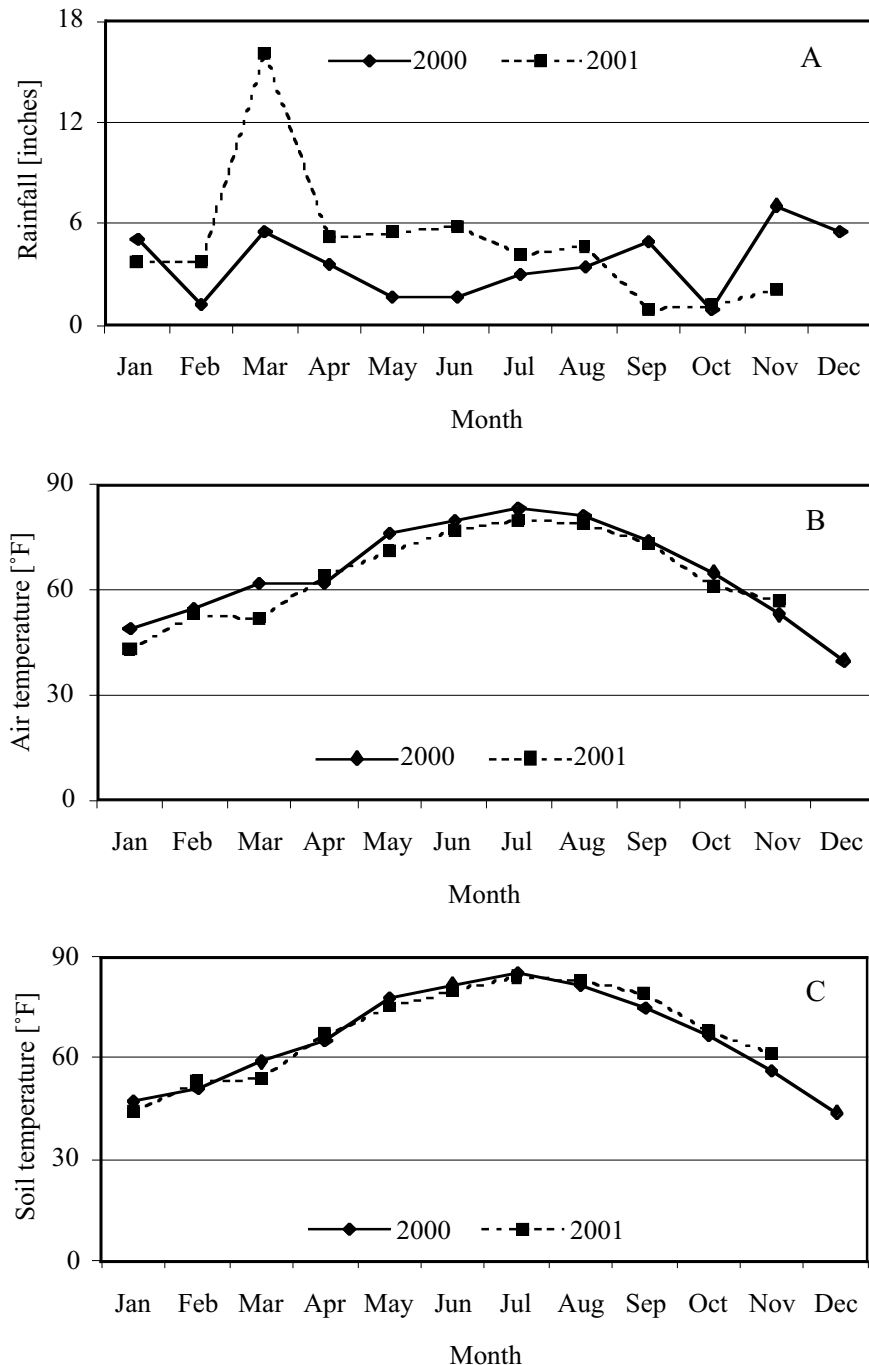 18
12
6
0
Rainfall [inches]
2000 2001
A
Jan Feb Mar Apr May Jun Jul Aug Sep Oct Nov Dec
Month
90
60
30
0
Air temperature [˚F]
B
2000 2001
Jan Feb Mar Apr May Jun Jul Aug Sep Oct Nov Dec
Month
90
60
30
0
Soil temperature [˚F]
C
2000 2001
Jan Feb Mar Apr May Jun Jul Aug Sep Oct Nov Dec
Month